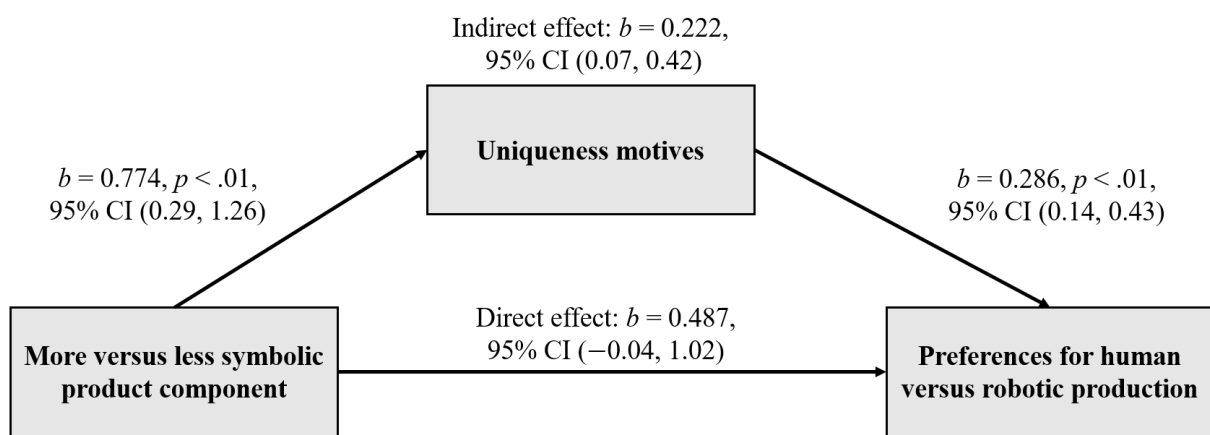 Indirect effect: b = 0.222,
95% CI (0.07, 0.42)
Uniqueness motives
b = 0.774, p < .01,
95% CI (0.29, 1.26)
b = 0.286, p < .01,
95% CI (0.14, 0.43)
Direct effect: b = 0.487,
95% CI (−0.04, 1.02)
More versus less symbolic
product component
Preferences for human
versus robotic production